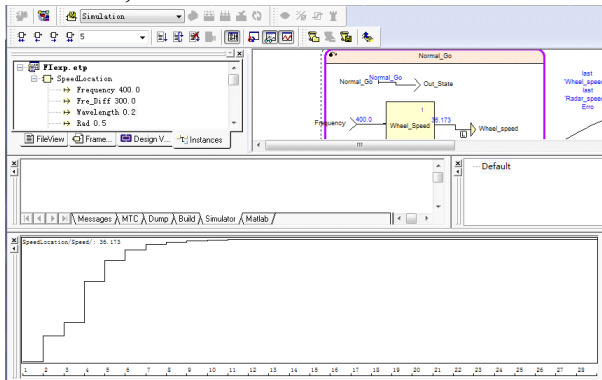 Simulation
5
FIexp.etp
SpeedLocation
Frequency 400.0
Fre_Diff 300.0
Wavelength 0.2
Rad 0.5
FileView
Frame...
Design V...
Instances
Normal_Go
Normal_Go
Normal_Go
Out_State
1
Frequency
400.0
Wheel_Speed
36.173
L
Wheel_speed
last
'Wheel_speed
last
'Radar_speed
Erro
Messages
MTC
Dump
Build
Simulator
Matlab
Default
SpeedLocation/Speed/: 36.173
1 2 3 4 5 6 7 8 9 10 11 12 13 14 15 16 17 18 19 20 21 22 23 24 25 26 27 28